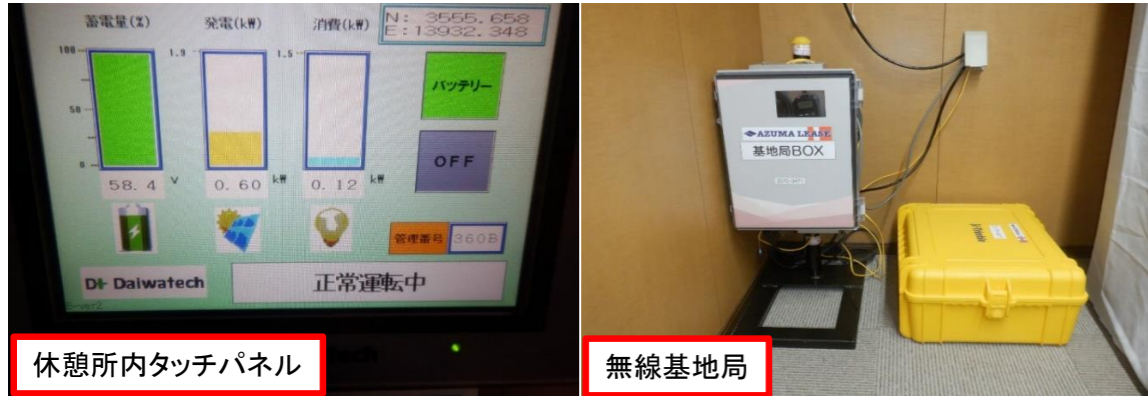 蓄電量(%)
発電(kW)
消費(kW)
N: 3555.658
E:13932.348
100
50
0
1.9
1.5
バッテリー
OFF
58.4 V
0.60 kW
0.12 kW
管理番号 360B
Daiwatech
正常運転中
休憩所内タッチパネル
AZUMA LEASE
基地局BOX
無線基地局